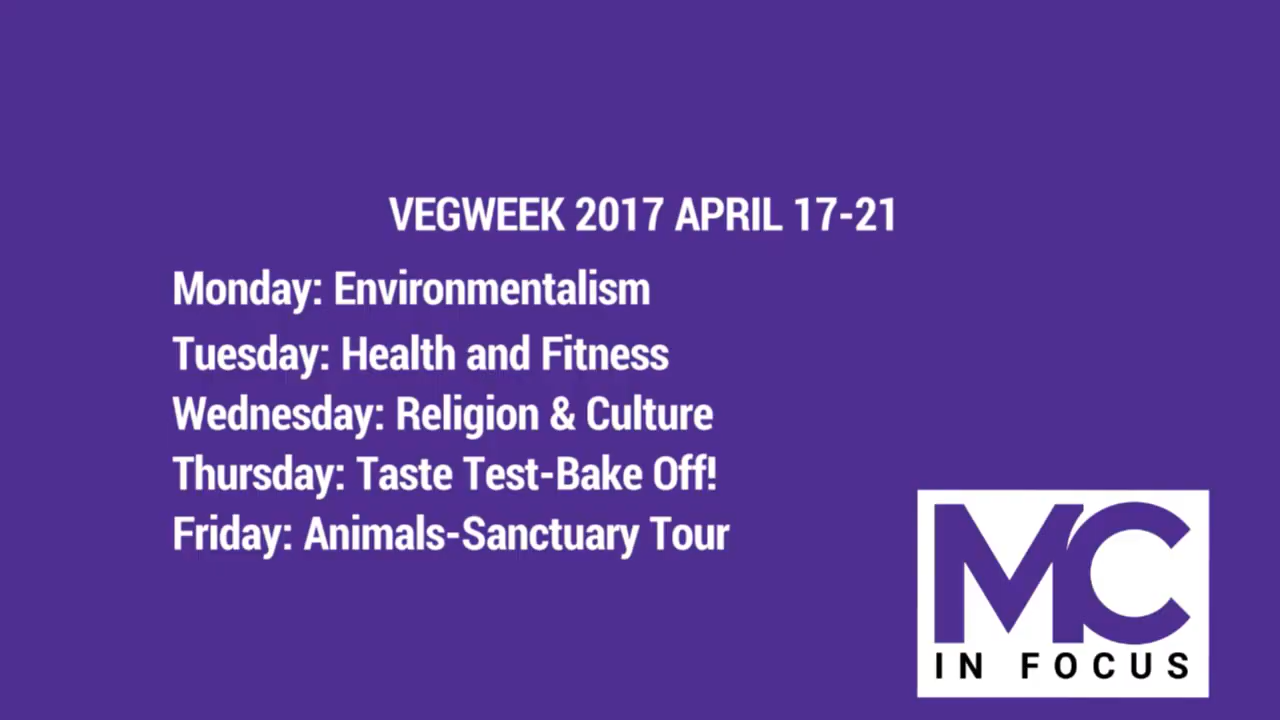 VEGWEEK 2017 APRIL 17-21
Monday: Environmentalism
Tuesday: Health and Fitness
Wednesday: Religion & Culture
Thursday: Taste Test-Bake Off!
Friday: Animals-Sanctuary Tour
MC
IN FOCUS